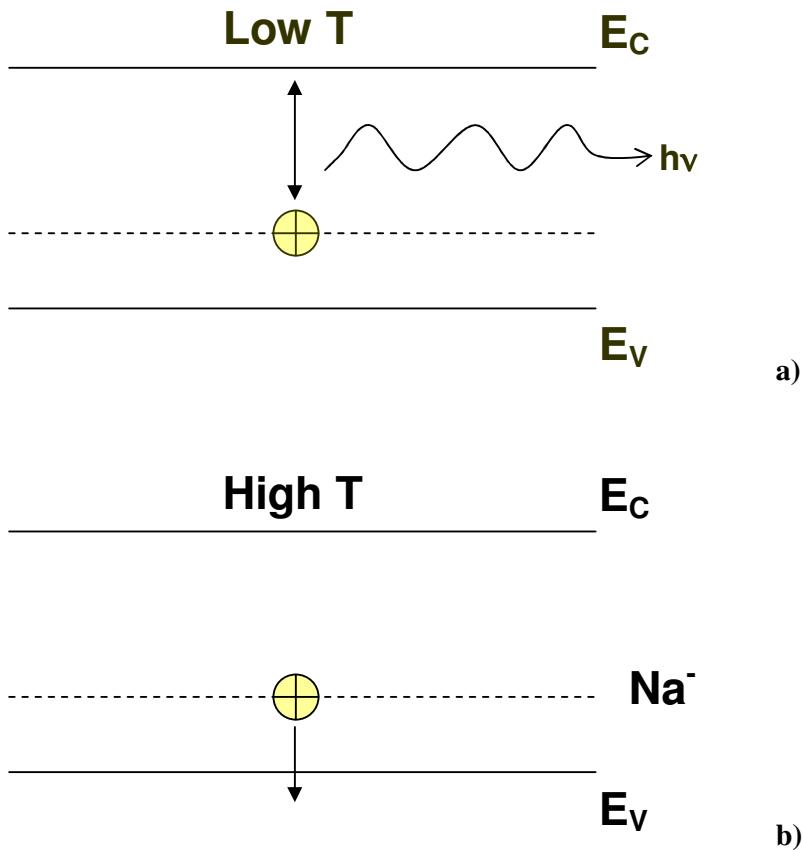 Low T E_C
hν
E_V
a)
High T E_C
Na⁻
E_V
b)